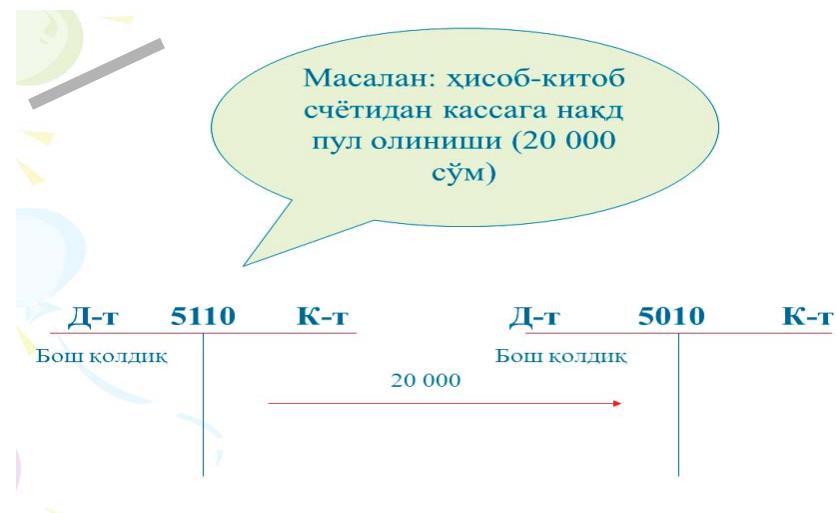 Масалан: ҳисоб-китоб
счётидан кассага нақд
пул олиниши (20 000
сўм)
Д-т 5110 К-т
Д-т 5010 К-т
Бош қолдиқ
Бош қолдиқ
20 000